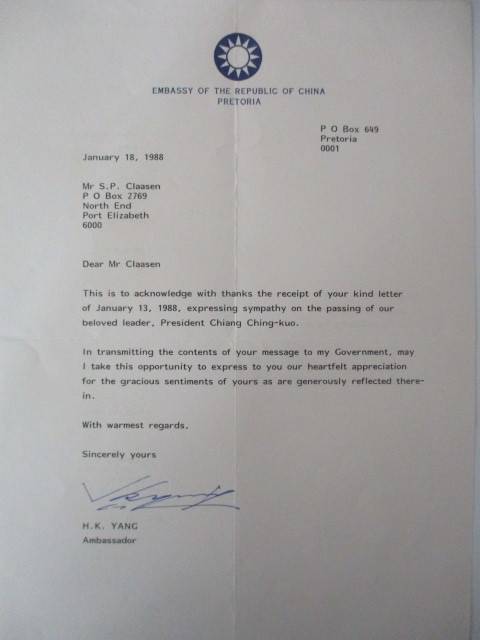 EMBASSY OF THE REPUBLIC OF CHINA
PRETORIA
P O Box 649
Pretoria
0001
January 18, 1988
Mr S.P. Claasen
P O Box 2769
North End
Port Elizabeth
6000
Dear Mr Claasen
This is to acknowledge with thanks the receipt of your kind letter
of January 13, 1988, expressing sympathy on the passing of our
beloved leader, President Chiang Ching-kuo.
In transmitting the contents of your message to my Government, may
I take this opportunity to express to you our heartfelt appreciation
for the gracious sentiments of yours as are generously reflected there-
in.
With warmest regards,
Sincerely yours
H.K. YANG
Ambassador